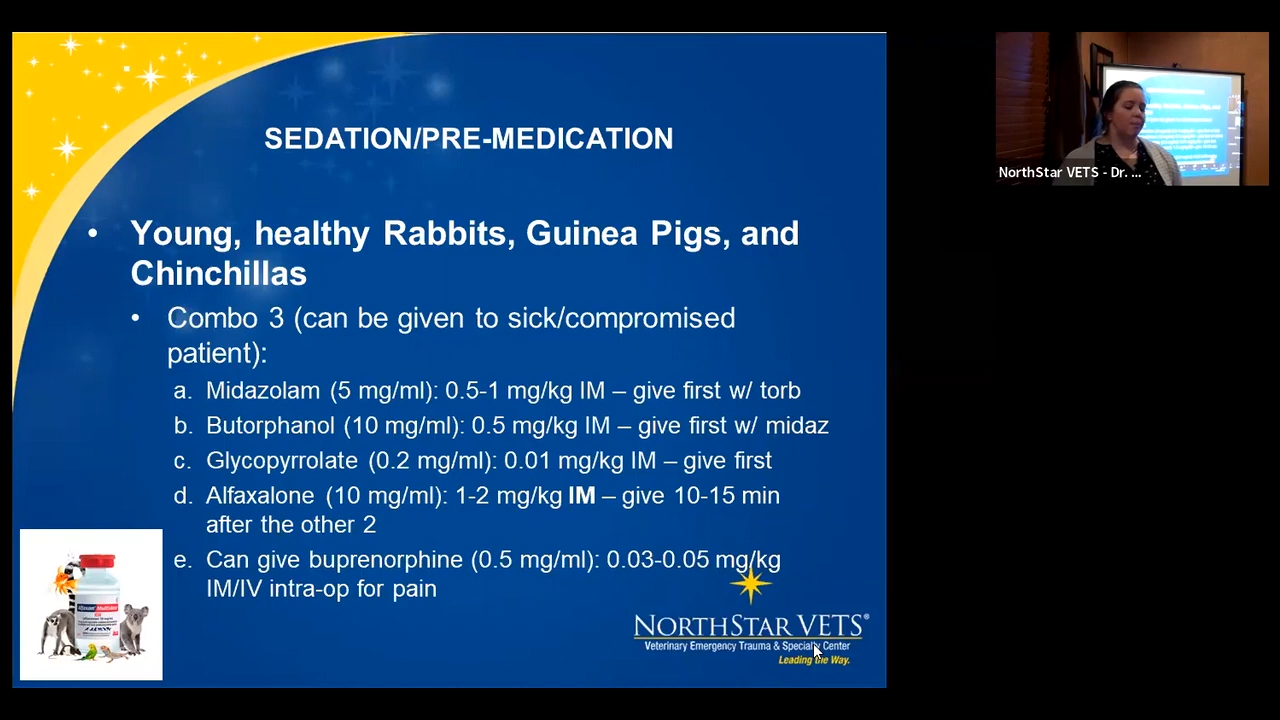 SEDATION/PRE-MEDICATION
NorthStar VETS - Dr. ...
• Young, healthy Rabbits, Guinea Pigs, and
Chinchillas
• Combo 3 (can be given to sick/compromised
patient):
a. Midazolam (5 mg/ml): 0.5-1 mg/kg IM – give first w/ torb
b. Butorphanol (10 mg/ml): 0.5 mg/kg IM – give first w/ midaz
c. Glycopyrrolate (0.2 mg/ml): 0.01 mg/kg IM – give first
d. Alfaxalone (10 mg/ml): 1-2 mg/kg IM – give 10-15 min
after the other 2
e. Can give buprenorphine (0.5 mg/ml): 0.03-0.05 mg/kg
IM/IV intra-op for pain
NORTHSTAR VETS®
Veterinary Emergency Trauma & Specialty Center
Leading the Way.